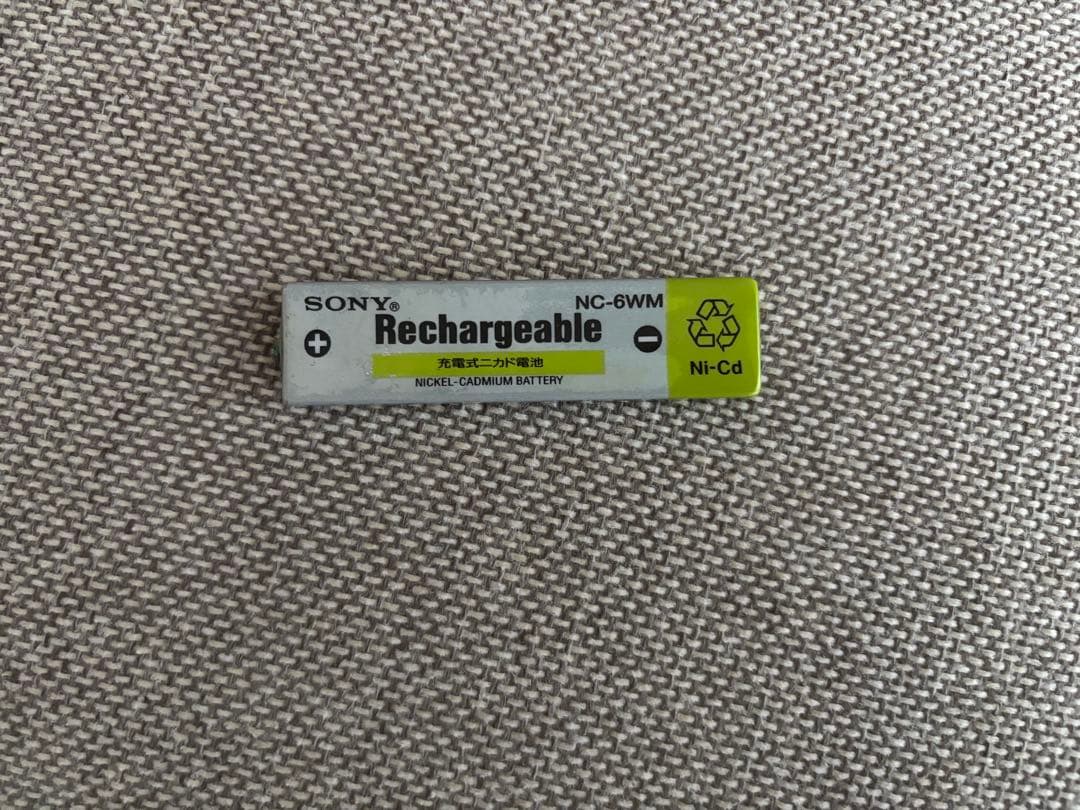 SONY®
NC-6WM
Rechargeable
充電式ニカド電池
NICKEL-CADMIUM BATTERY
Ni-Cd